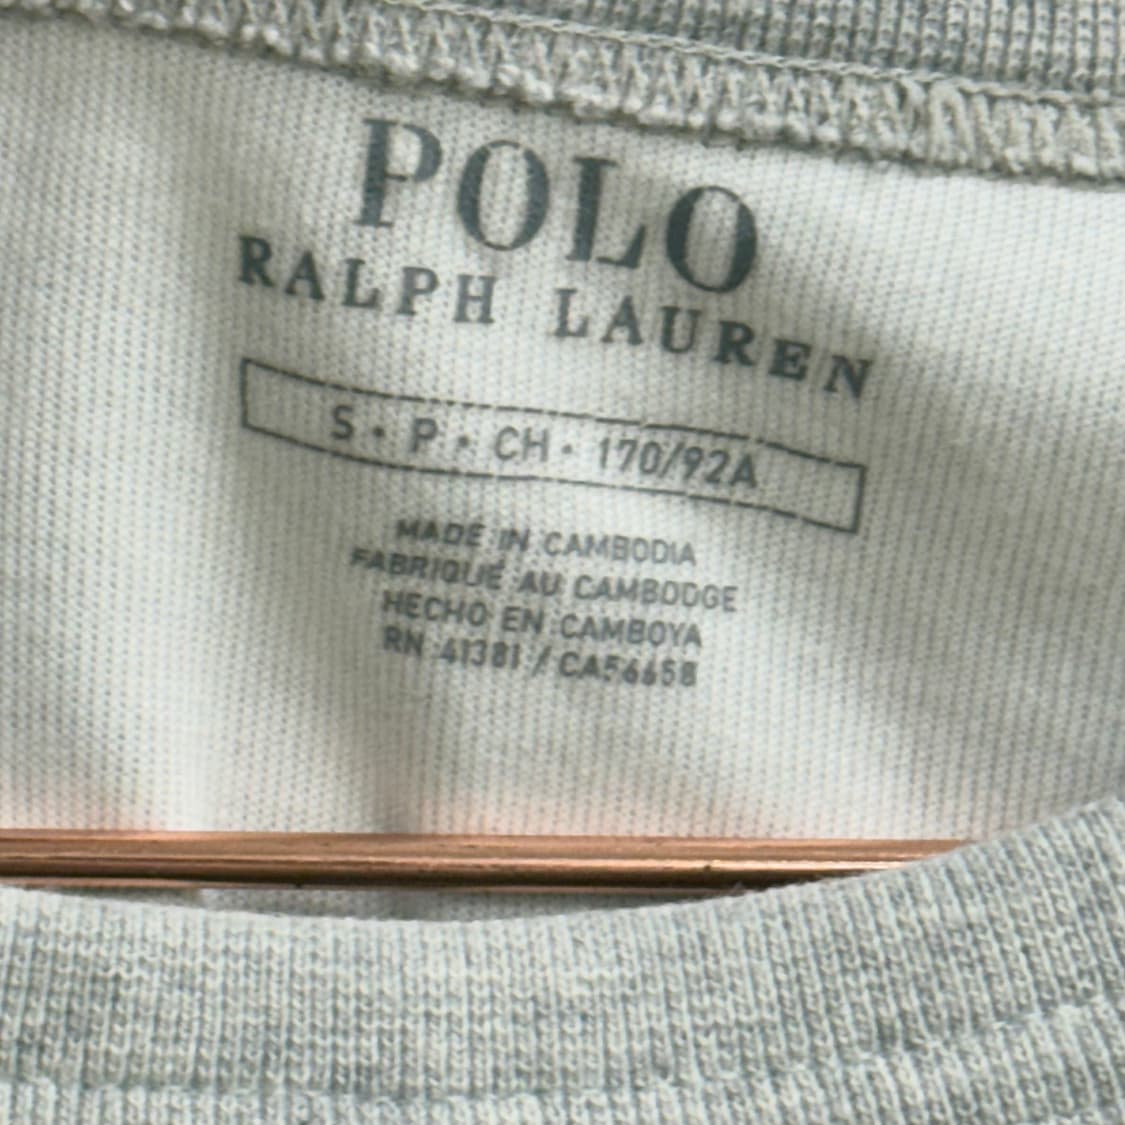 POLO
RALPH LAUREN
S • P • CH • 170/92A
MADE IN CAMBODIA
FABRIQUÉ AU CAMBODGE
HECHO EN CAMBOYA
RN 41381 / CA56658